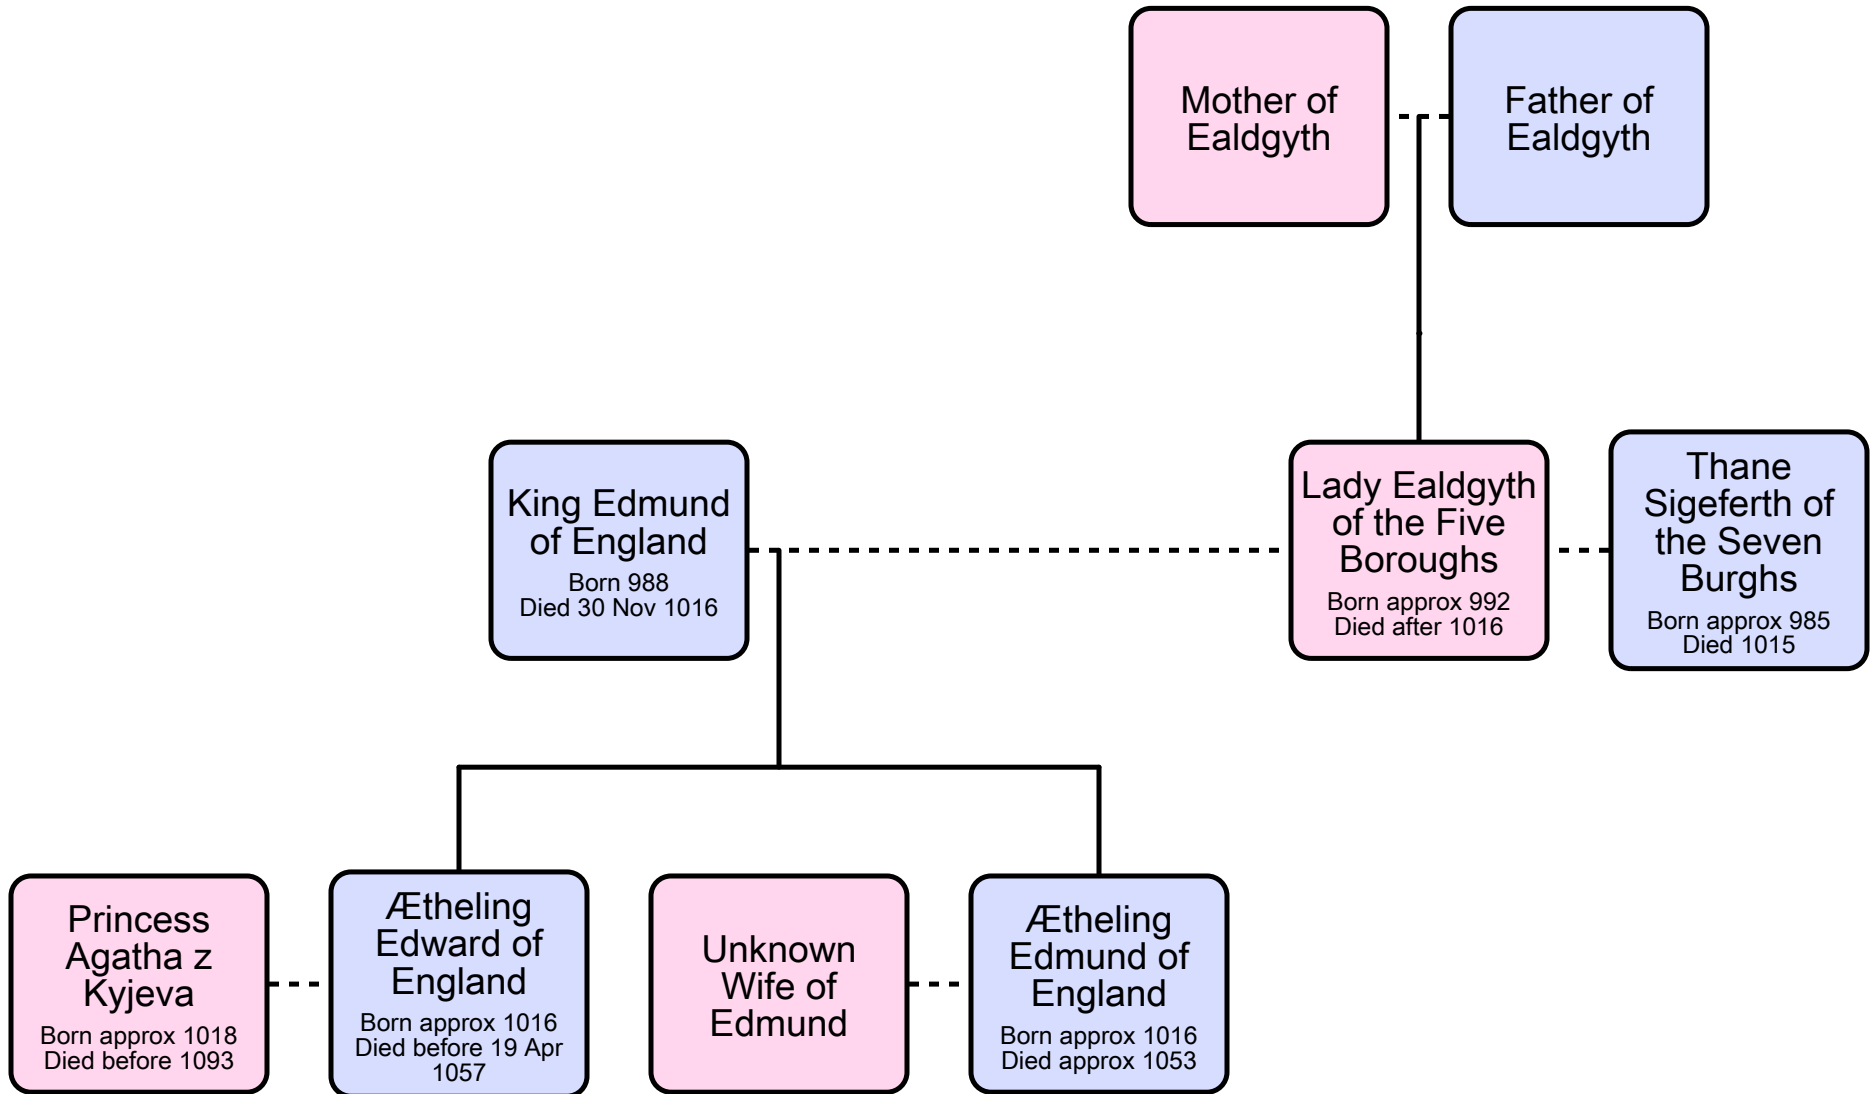 Mother of
Ealdgyth
Father of
Ealdgyth
King Edmund
of England
Born 988
Died 30 Nov 1016
Lady Ealdgyth
of the Five
Boroughs
Born approx 992
Died after 1016
Thane
Sigeferth of
the Seven
Burghs
Born approx 985
Died 1015
Princess
Agatha z
Kyjeva
Born approx 1018
Died before 1093
Ætheling
Edward of
England
Born approx 1016
Died before 19 Apr
1057
Unknown
Wife of
Edmund
Ætheling
Edmund of
England
Born approx 1016
Died approx 1053